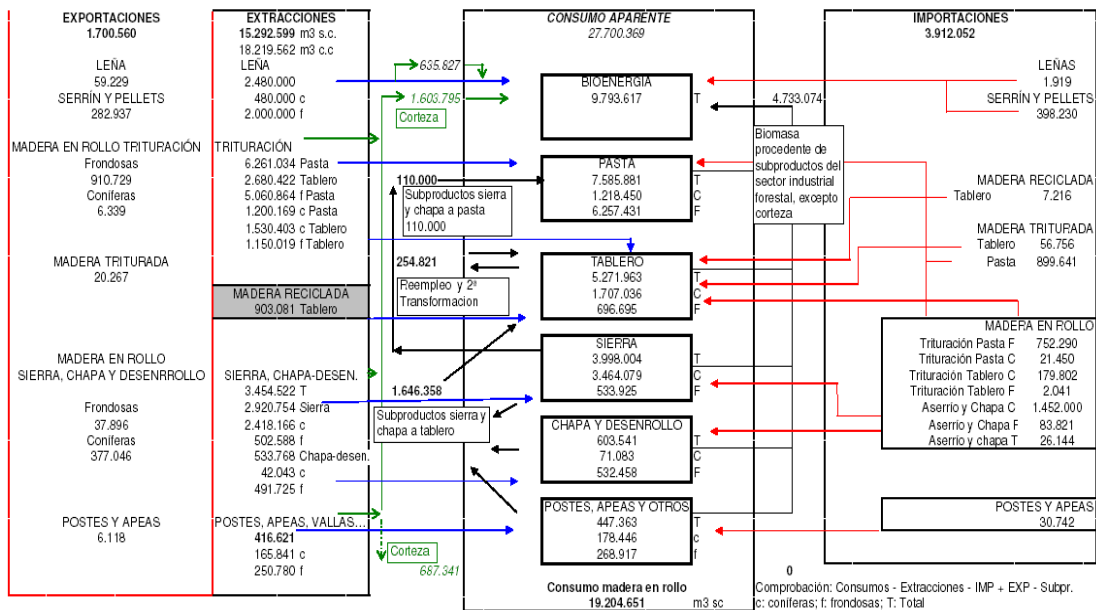 EXPORTACIONES
1.700.560
LEÑA
59.229
SERRÍN Y PELLETS
282.937
MADERA EN ROLLO TRITURACIÓN
Frondosas
910.729
Coníferas
6.339
MADERA TRITURADA
20.267
MADERA EN ROLLO
SIERRA, CHAPA Y DESENRROLLO
Frondosas
37.896
Coníferas
377.046
POSTES Y APEAS
6.118
EXTRACCIONES
15.292.599 m3 s.c.
18.219.562 m3 c.c
LEÑA
2.480.000
480.000 c
2.000.000 f
TRITURACIÓN
6.261.034 Pasta
2.680.422 Tablero
5.060.864 f Pasta
1.200.169 c Pasta
1.530.403 c Tablero
1.150.019 f Tablero
MADERA RECICLADA
903.081 Tablero
SIERRA, CHAPA-DESEN.
3.454.522 T
2.920.754 Sierra
2.418.166 c
502.588 f
533.768 Chapa-desen.
42.043 c
491.725 f
POSTES, APEAS, VALLAS...
416.621
165.841 c
250.780 f
635.827
1.603.795
Corteza
110.000
Subproductos sierra
y chapa a pasta
110.000
254.821
Reempleo y 2ª
Transformacion
1.646.358
Subproductos sierra y
chapa a tablero
Corteza
687.341
CONSUMO APARENTE
27.700.369
BIOENERGIA
9.793.617 T
PASTA
7.585.881 T
1.218.450 C
6.257.431 F
TABLERO
5.271.963 T
1.707.036 C
696.695 F
SIERRA
3.998.004 T
3.464.079 C
533.925 F
CHAPA Y DESENROLLO
603.541 T
71.083 C
532.458 F
POSTES, APEAS Y OTROS
447.363 T
178.446 c
268.917 f
Consumo madera en rollo
19.204.651 m3 sc
4.733.074
Biomasa
procedente de
subproductos del
sector industrial
forestal, excepto
corteza
IMPORTACIONES
3.912.052
LEÑAS
1.919
SERRÍN Y PELLETS
398.230
MADERA RECICLADA
Tablero 7.216
MADERA TRITURADA
Tablero 56.756
Pasta 899.641
MADERA EN ROLLO
Trituración Pasta F 752.290
Trituración Pasta C 21.450
Trituración Tablero C 179.802
Trituración Tablero F 2.041
Aserrio y Chapa C 1.452.000
Aserrio y Chapa F 83.821
Aserrio y chapa T 26.144
POSTES Y APEAS
30.742
0
Comprobación: Consumos - Extracciones - IMP + EXP - Subpr.
c: coníferas; f: frondosas; T: Total